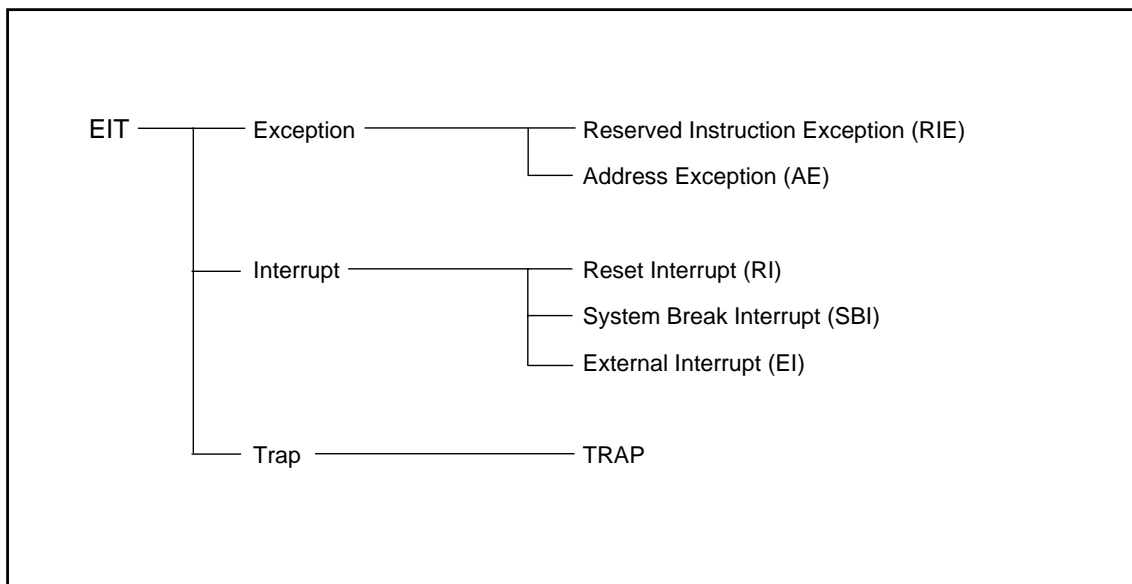 EIT
Exception
Reserved Instruction Exception (RIE)
Address Exception (AE)
Interrupt
Reset Interrupt (RI)
System Break Interrupt (SBI)
External Interrupt (EI)
Trap
TRAP